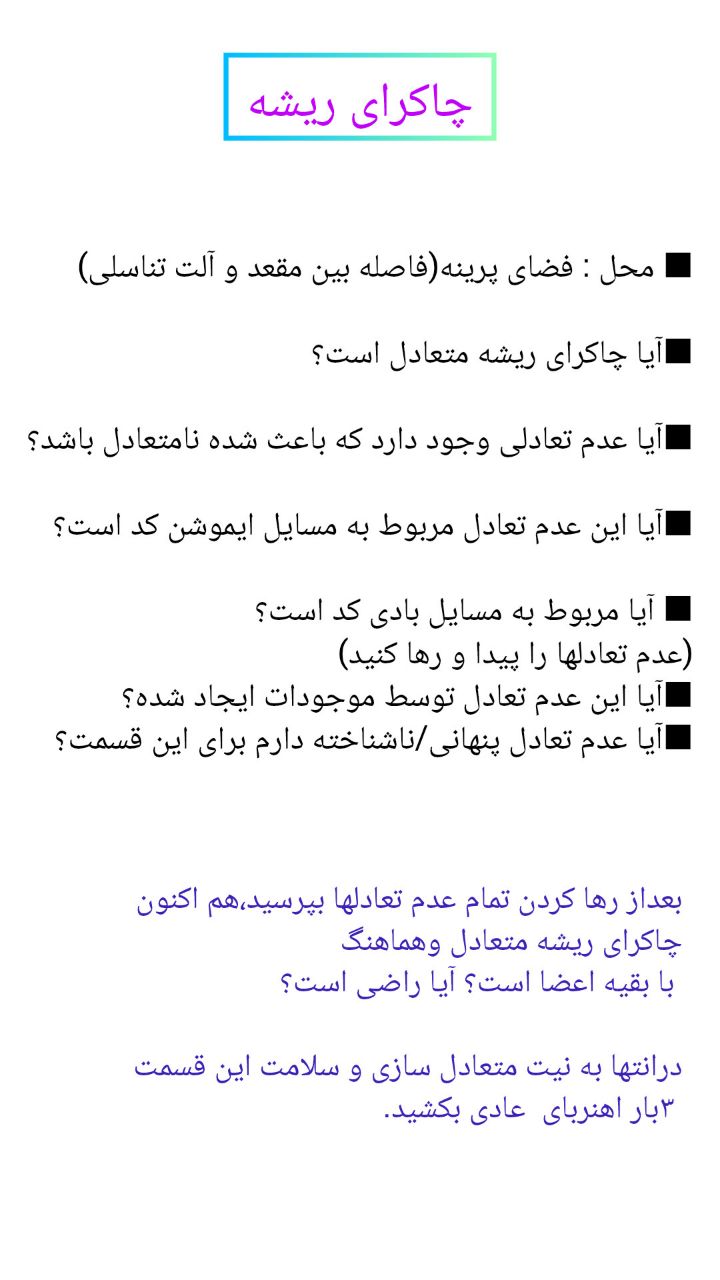 چاکرای ریشه
■ محل : فضای پرینه(فاصله بین مقعد و آلت تناسلی)
■آیا چاکرای ریشه متعادل است؟
■آیا عدم تعادلی وجود دارد که باعث شده نامتعادل باشد؟
■آیا این عدم تعادل مربوط به مسایل ایموشن کد است؟
■ آیا مربوط به مسایل بادی کد است؟
(عدم تعادلها را پیدا و رها کنید)
■آیا این عدم تعادل توسط موجودات ایجاد شده؟
■آیا عدم تعادل پنهانی/ناشناخته دارم برای این قسمت؟
بعداز رها کردن تمام عدم تعادلها بپرسید،هم اکنون
چاکرای ریشه متعادل وهماهنگ
با بقیه اعضا است؟ آیا راضی است؟
درانتها به نیت متعادل سازی و سلامت این قسمت
۳بار اهنربای عادی بکشید.